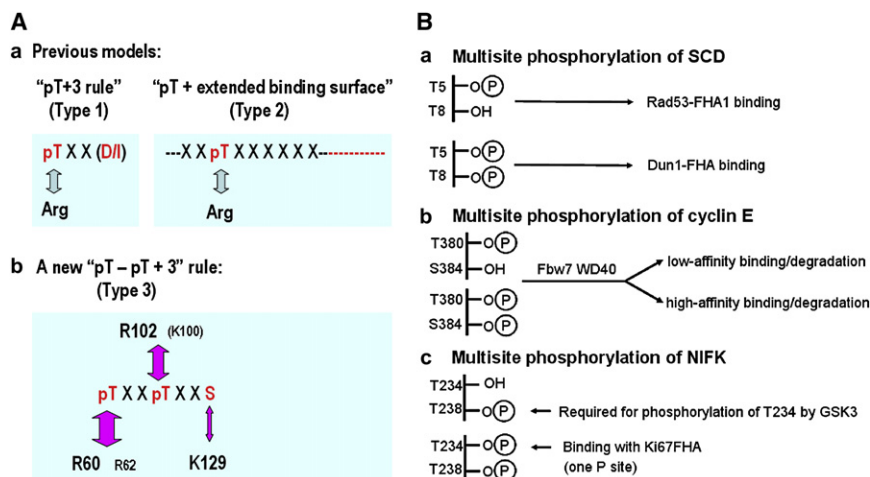 A
a Previous models:
"pT+3 rule"
(Type 1)
"pT + extended binding surface"
(Type 2)
pT X X (D/I)
Arg
---X X pT X X X X X X-------------
Arg
b A new "pT – pT + 3" rule:
(Type 3)
R102 (K100)
pT X X pT X X S
R60 R62
K129
B
a Multisite phosphorylation of SCD
T5 O P
T8 OH
Rad53-FHA1 binding
T5 O P
T8 O P
Dun1-FHA binding
b Multisite phosphorylation of cyclin E
T380 O P
S384 OH
T380 O P
S384 O P
Fbw7 WD40
low-affinity binding/degradation
high-affinity binding/degradation
c Multisite phosphorylation of NIFK
T234 OH
T238 O P
Required for phosphorylation of T234 by GSK3
T234 O P
T238 O P
Binding with Ki67FHA
(one P site)